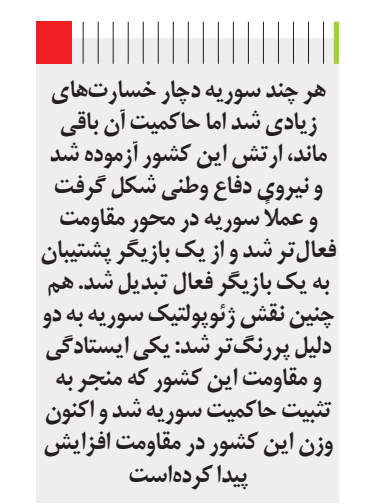 هر چند سوریه دچار خسارت‌های
زیادی شد اما حاکمیت آن باقی
ماند، ارتش این کشور آزموده شد
و نیروی دفاع وطنی شکل گرفت
و عملاً سوریه در محور مقاومت
فعال‌تر شد و از یک بازیگر پشتیبان
به یک بازیگر فعال تبدیل شد. هم
چنین نقش ژئوپولتیک سوریه به دو
دلیل پررنگ‌تر شد: یکی ایستادگی
و مقاومت این کشور که منجر به
تثبیت حاکمیت سوریه شد و اکنون
وزن این کشور در مقاومت افزایش
پیدا کرده‌است